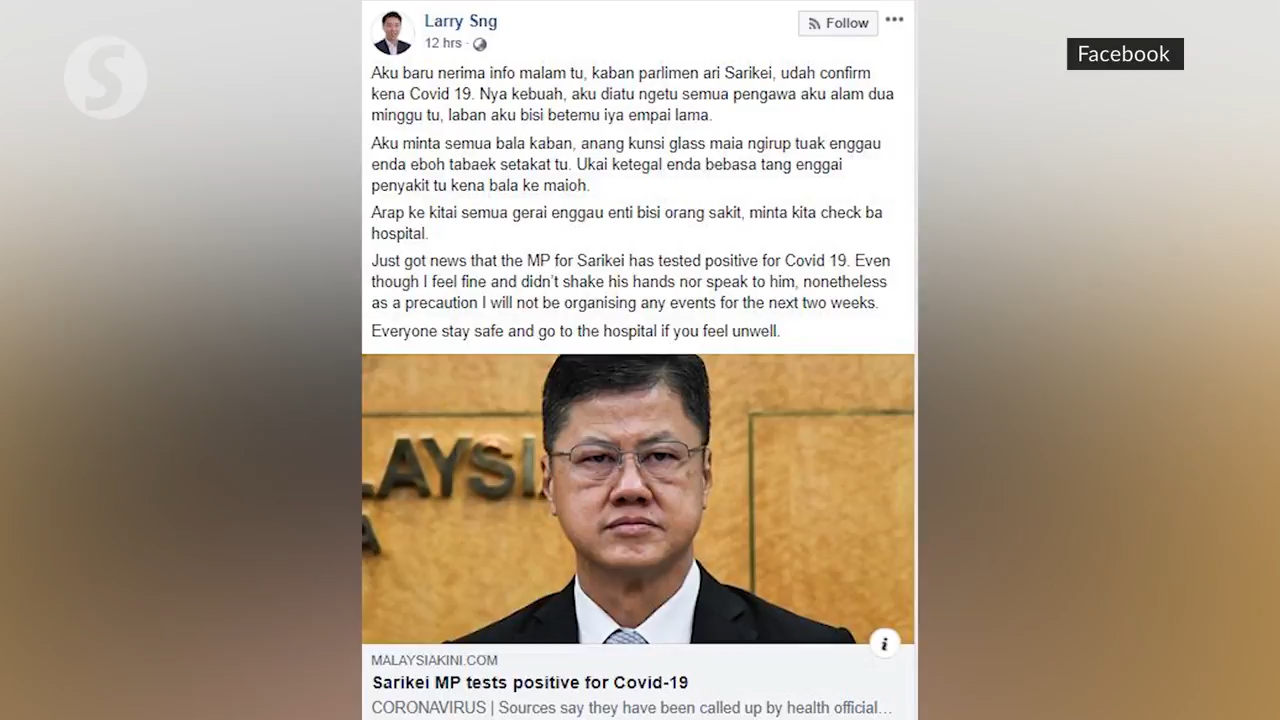 S
Larry Sng
12 hrs ·
Follow
Facebook
Aku baru nerima info malam tu, kaban parlimen ari Sarikei, udah confirm
kena Covid 19. Nya kebuah, aku diatu ngetu semua pengawa aku alam dua
minggu tu, laban aku bisi betemu iya empai lama.
Aku minta semua bala kaban, anang kunsi glass maia ngirup tuak enggau
enda eboh tabaek setakat tu. Ukai ketegal enda bebasa tang enggai
penyakit tu kena bala ke maioh.
Arap ke kitai semua gerai enggau enti bisi orang sakit, minta kita check ba
hospital.
Just got news that the MP for Sarikei has tested positive for Covid 19. Even
though I feel fine and didn't shake his hands nor speak to him, nonetheless
as a precaution I will not be organising any events for the next two weeks.
Everyone stay safe and go to the hospital if you feel unwell.
LAYSI
A
i
MALAYSIAKINI.COM
Sarikei MP tests positive for Covid-19
CORONAVIRUS | Sources say they have been called up by health official...